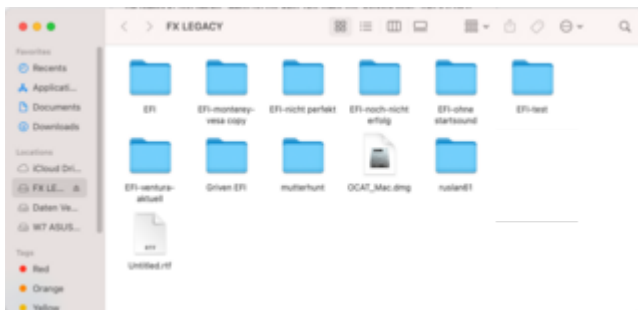 FX LEGACY
Favorites
Recents
Applicati...
Documents
Downloads
Locations
iCloud Dri...
FX LE...
Daten Ve...
W7 ASUS...
Tags
Red
Orange
Yellow
EFI
EFI-monterey-
vesa copy
EFI-nicht perfekt
EFI-noch-nicht
erfolg
EFI-ohne
startsound
EFI-test
EFI-ventura-
aktuell
Griven EFI
mutterhunt
OCAT_Mac.dmg
ruslan81
RTF
Untitled.rtf